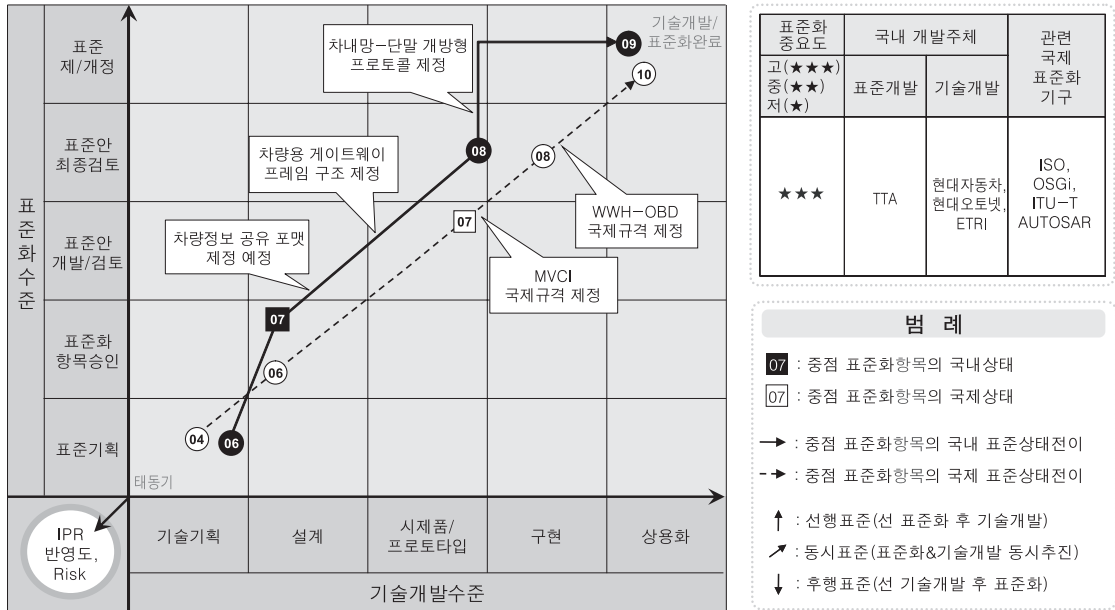 표준화수준
표준
제/개정
표준안
최종검토
표준안
개발/검토
표준화
항목승인
표준기획
기술개발/
표준화완료
차내망-단말 개방형
프로토콜 제정
09
10
차량용 게이트웨이
프레임 구조 제정
08
08
WWH-OBD
국제규격 제정
차량정보 공유 포맷
제정 예정
07
MVCI
국제규격 제정
07
06
04
06
태동기
IPR
반영도,
Risk
기술기획
설계
시제품/
프로토타입
구현
상용화
기술개발수준
표준화
중요도
국내 개발주체
관련
국제
표준화
기구
고(★★★)
중(★★)
저(★)
표준개발
기술개발
★★★
TTA
현대자동차,
현대오토넷,
ETRI
ISO,
OSGi,
ITU-T
AUTOSAR
범 례
07 : 중점 표준화항목의 국내상태
07 : 중점 표준화항목의 국제상태
: 중점 표준화항목의 국내 표준상태전이
: 중점 표준화항목의 국제 표준상태전이
: 선행표준(선 표준화 후 기술개발)
: 동시표준(표준화&기술개발 동시추진)
: 후행표준(선 기술개발 후 표준화)